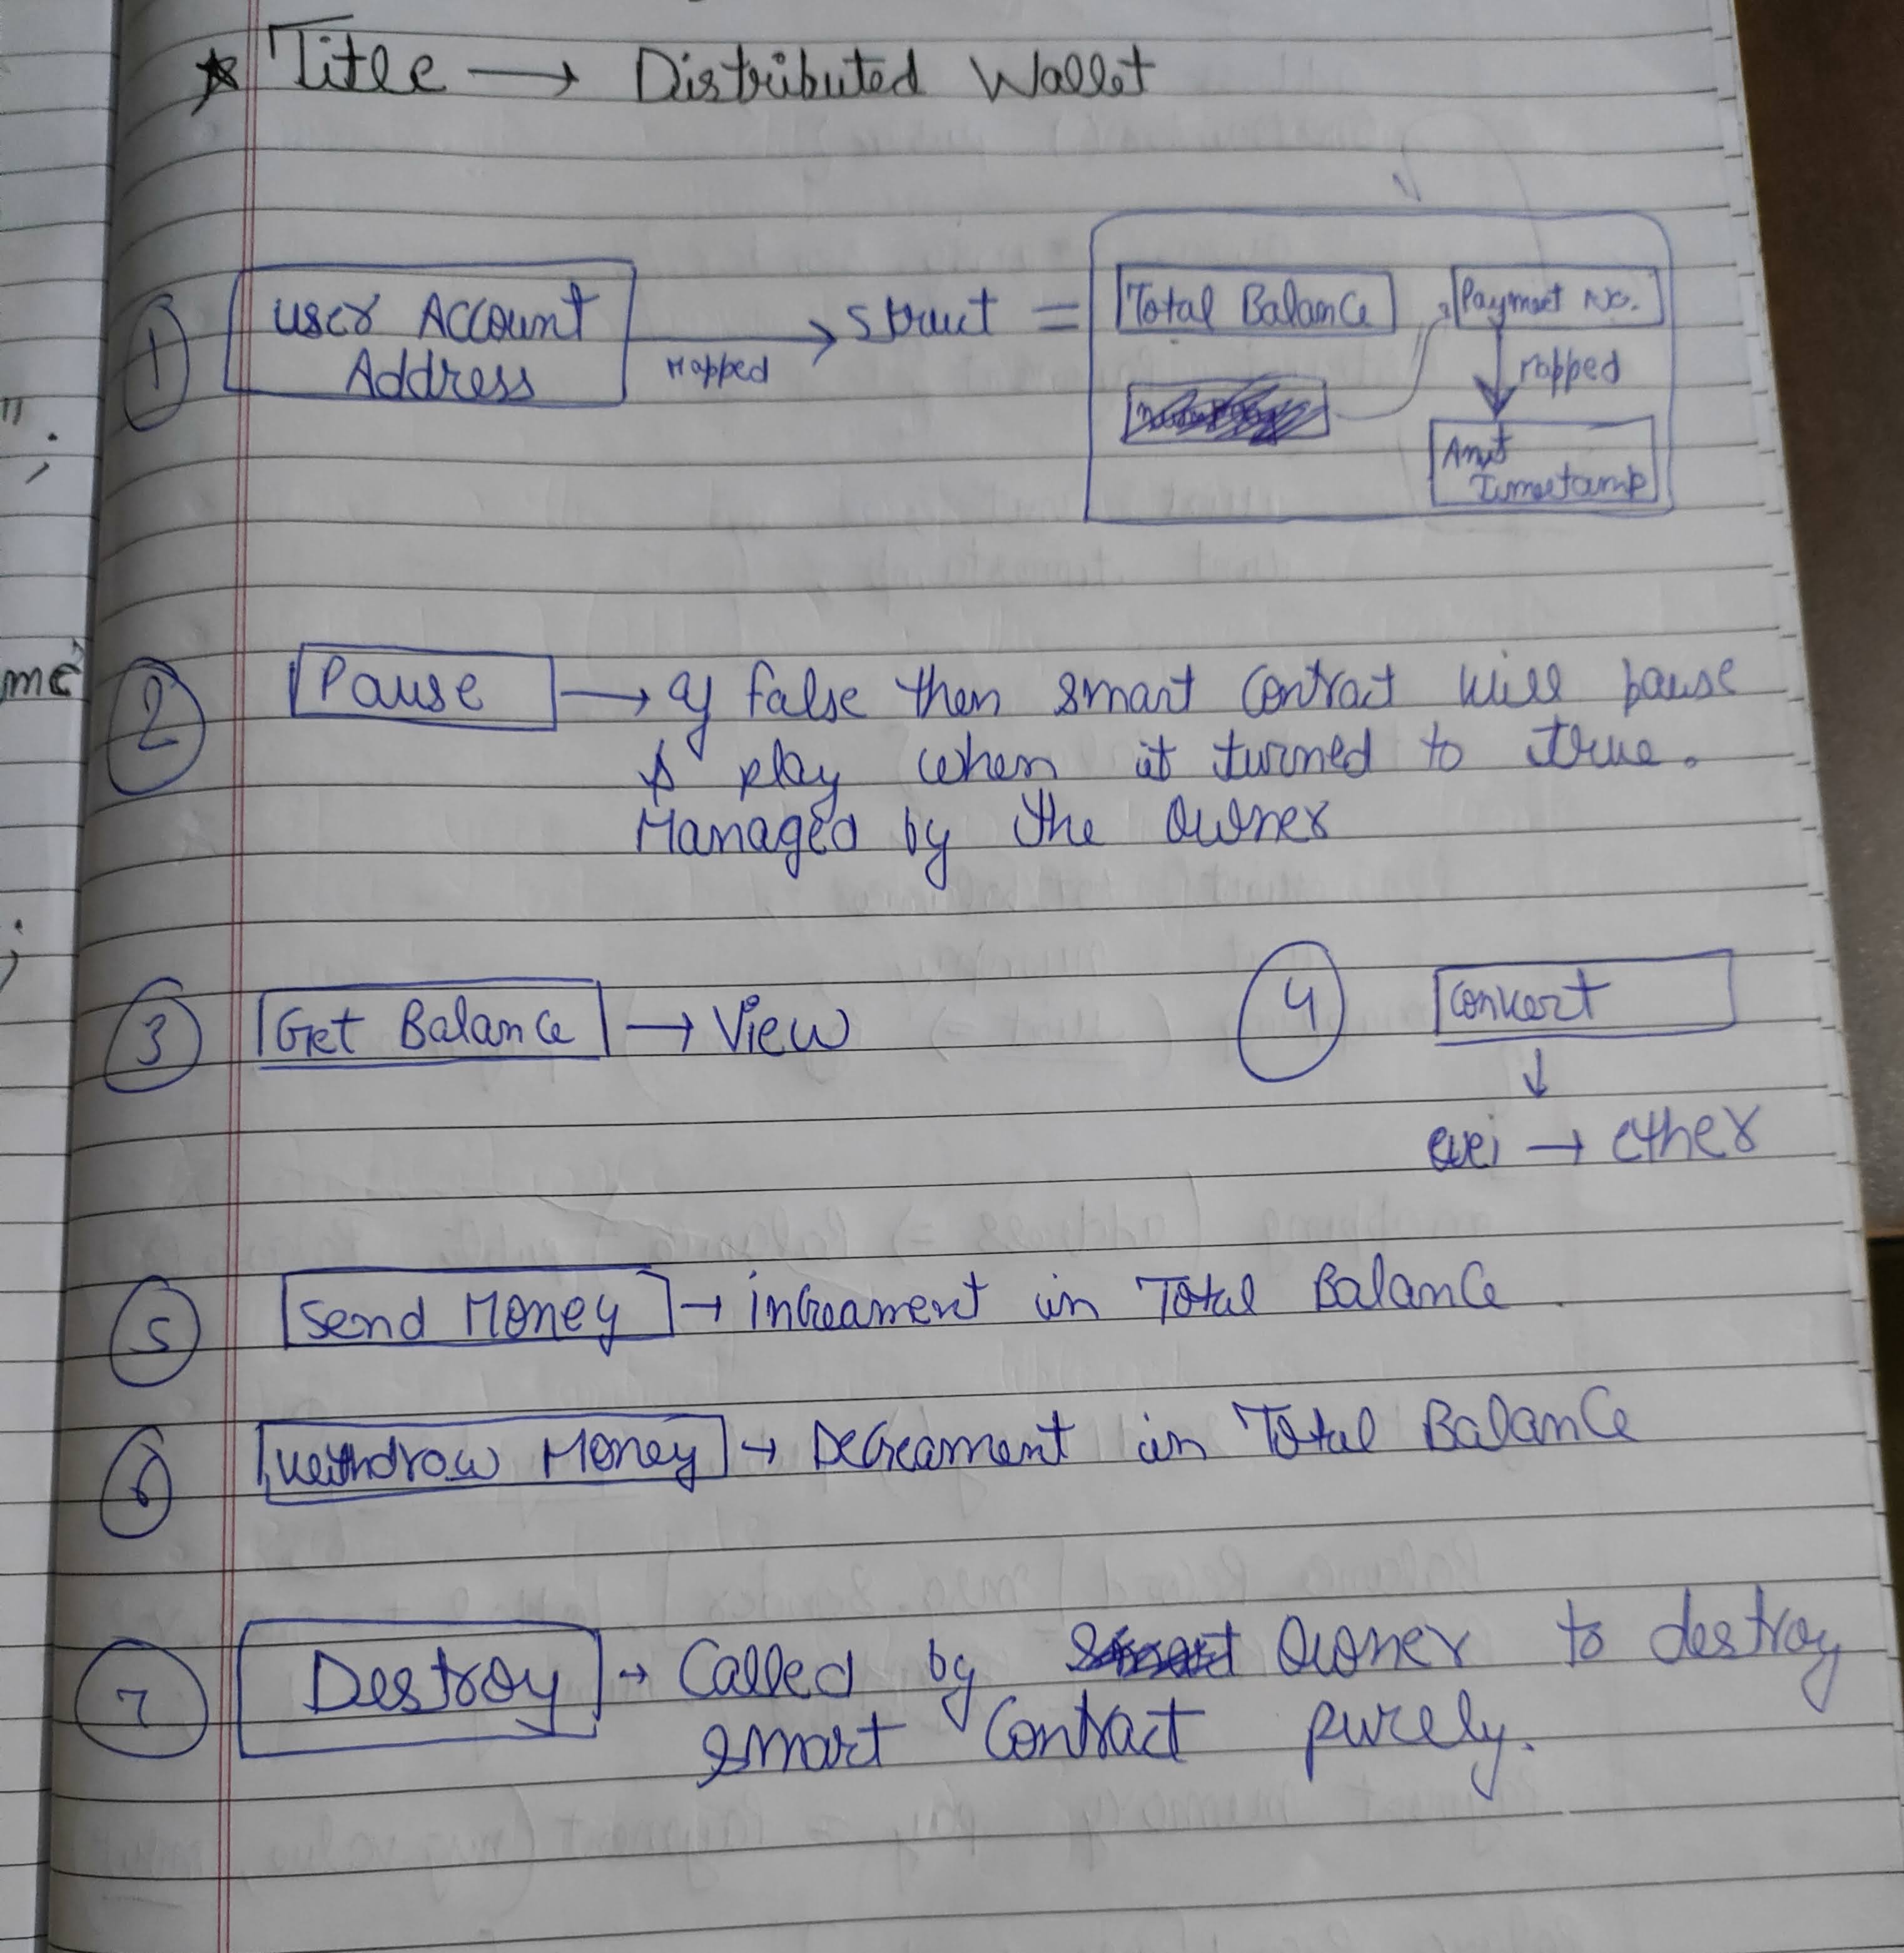 Title → Distributed Wallet
1 User Account Address Mapped → Struct =
Total Balance
Payment No.
Mapped
Amt
Timestamp
2 Pause → If false then smart contract will pause
& play when it turned to true.
Managed by the Owner
3 Get Balance → View
4 Convert
wei → ether
5 Send Money → increament in Total Balance
6 Withdrow Money → Decreament in Total Balance
7 Destroy → Called by Owner to destroy
smart contract purely.